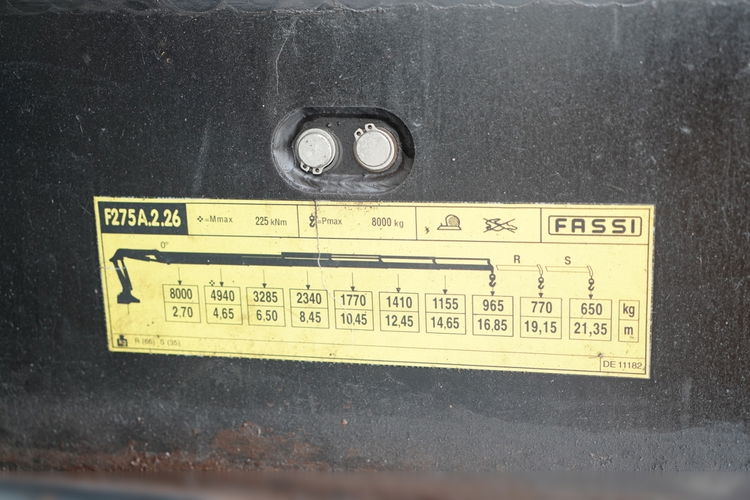 F275A.2.26 =Mmax 225 kNm =Pmax 8000 kg FASSI
0° R S
8000 4940 3285 2340 1770 1410 1155 965 770 650 kg
2,70 4,65 6,50 8,45 10,45 12,45 14,65 16,85 19,15 21,35 m
kg R (66) S (35)
DE 11182